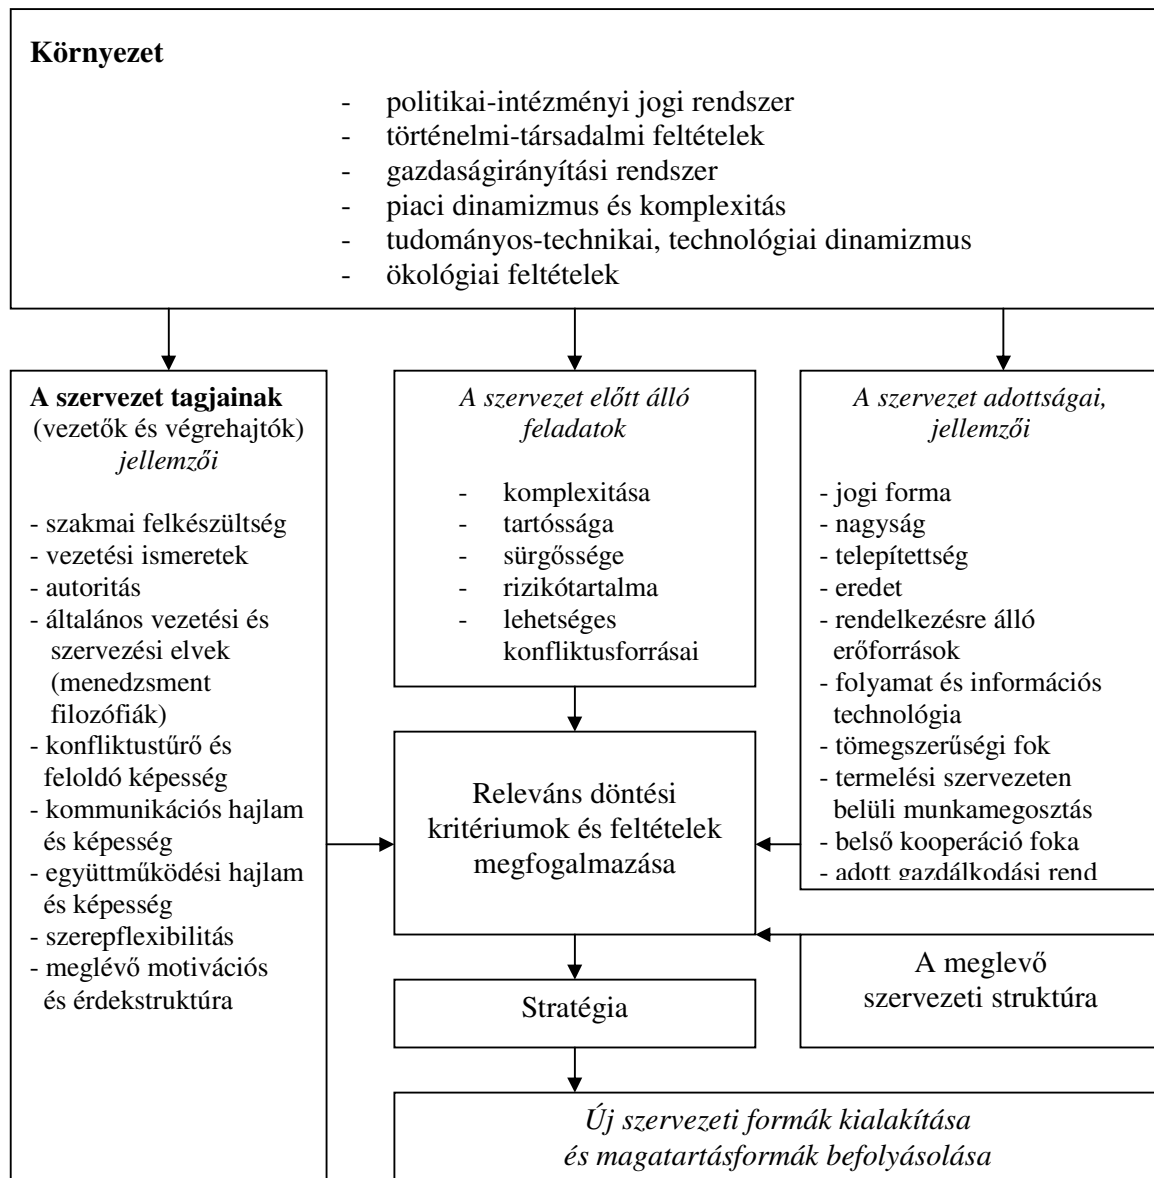 Környezet
- politikai-intézményi jogi rendszer
- történelmi-társadalmi feltételek
- gazdaságirányítási rendszer
- piaci dinamizmus és komplexitás
- tudományos-technikai, technológiai dinamizmus
- ökológiai feltételek
A szervezet tagjainak
(vezetők és végrehajtók)
jellemzői
- szakmai felkészültség
- vezetési ismeretek
- autoritás
- általános vezetési és
szervezési elvek
(menedzsment
filozófiák)
- konfliktustűrő és
feloldó képesség
- kommunikációs hajlam
és képesség
- együttműködési hajlam
és képesség
- szerepflexibilitás
- meglévő motivációs
és érdekstruktúra
A szervezet előtt álló
feladatok
- komplexitása
- tartóssága
- sürgőssége
- rizikótartalma
- lehetséges
konfliktusforrásai
A szervezet adottságai,
jellemzői
- jogi forma
- nagyság
- telepítettség
- eredet
- rendelkezésre álló
erőforrások
- folyamat és információs
technológia
- tömegszerűségi fok
- termelési szervezeten
belüli munkamegosztás
- belső kooperáció foka
- adott gazdálkodási rend
Releváns döntési
kritériumok és feltételek
megfogalmazása
A meglevő
szervezeti struktúra
Stratégia
Új szervezeti formák kialakítása
és magatartásformák befolyásolása